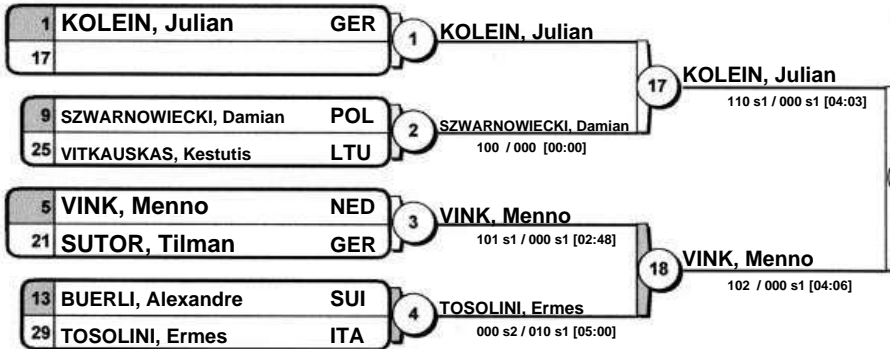 1 KOLEIN, Julian GER
17
1 KOLEIN, Julian
9 SZWARNOWIECKI, Damian POL
25 VITKAUSKAS, Kestutis LTU
2 SZWARNOWIECKI, Damian
100 / 000 [00:00]
17 KOLEIN, Julian
110 s1 / 000 s1 [04:03]
5 VINK, Menno NED
21 SUTOR, Tilman GER
3 VINK, Menno
101 s1 / 000 s1 [02:48]
13 BUERLI, Alexandre SUI
29 TOSOLINI, Ermes ITA
4 TOSOLINI, Ermes
000 s2 / 010 s1 [05:00]
18 VINK, Menno
102 / 000 s1 [04:06]